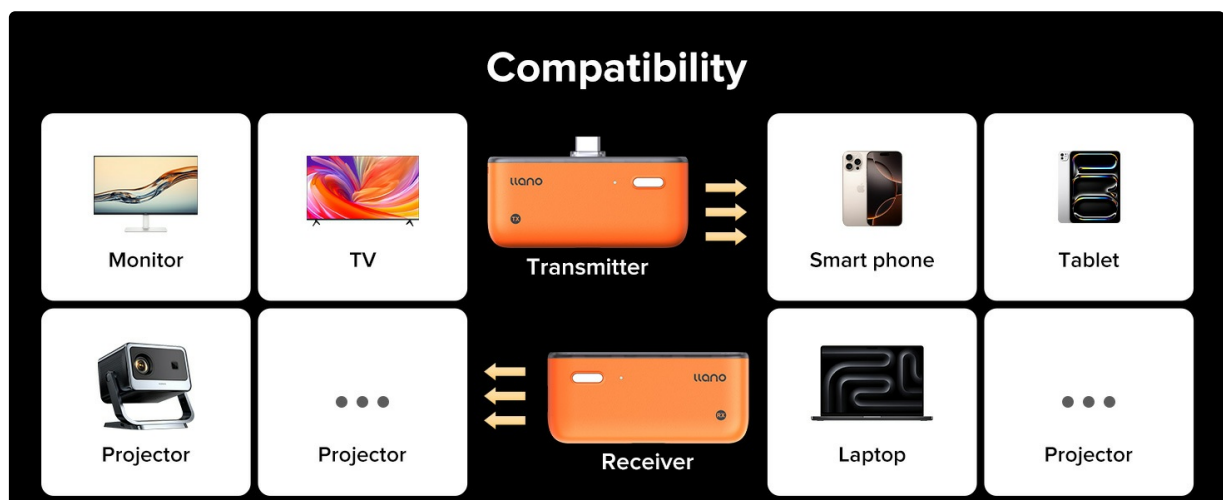 Compatibility
Monitor
TV
llano
TX
Transmitter
Smart phone
Tablet
Projector
Projector
llano
RX
Receiver
Laptop
Projector